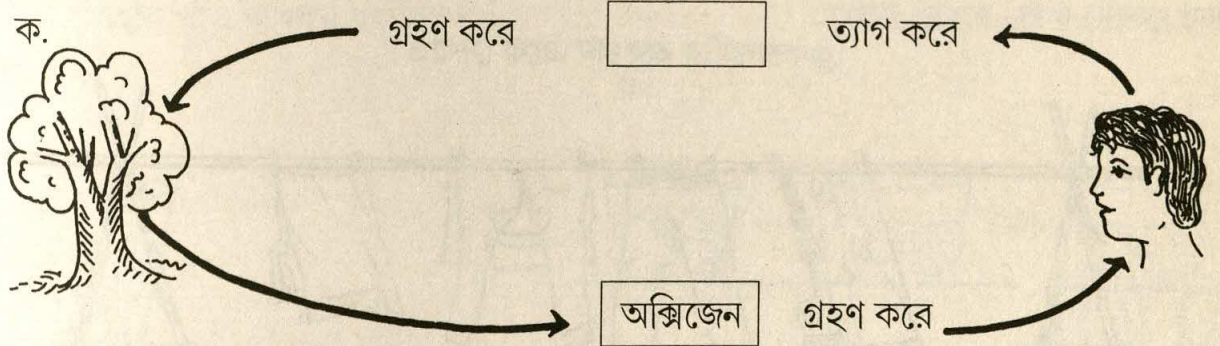 ক. গ্রহণ করে ত্যাগ করে
অক্সিজেন গ্রহণ করে